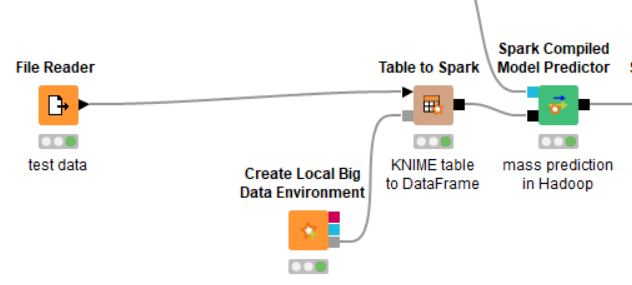 File Reader
test data
Create Local Big
Data Environment
Table to Spark
KNIME table
to DataFrame
Spark Compiled
Model Predictor
mass prediction
in Hadoop